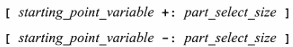 [ starting_point_variable +: part_select_size ]
[ starting_point_variable -: part_select_size ]